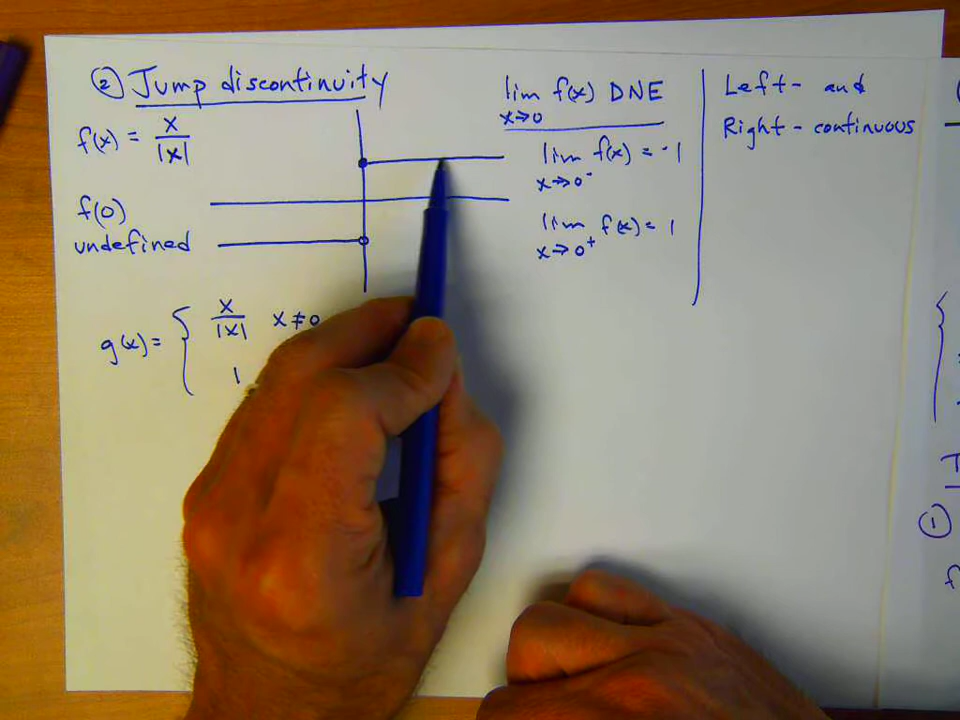 ② Jump discontinuity
f(x) = x/|x|
f(0)
undefined
g(x) = { x/|x| x ≠ 0
1
lim f(x) DNE
x→0
lim f(x) = -1
x→0⁻
lim f(x) = 1
x→0⁺
Left- and
Right-continuous
①
f